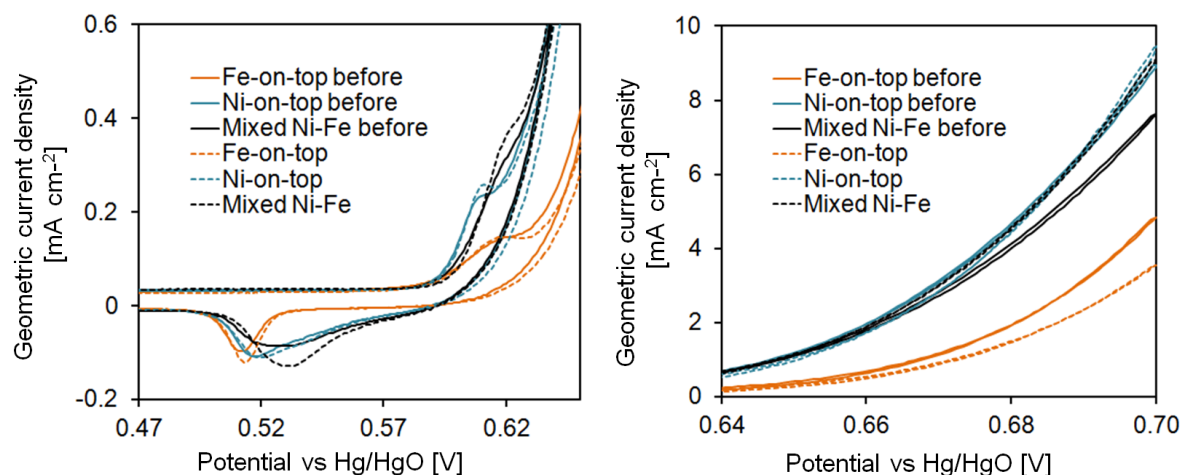 Geometric current density
[mA cm-²]
0.6
0.4
0.2
0
-0.2
Fe-on-top before
Ni-on-top before
Mixed Ni-Fe before
Fe-on-top
Ni-on-top
Mixed Ni-Fe
0.47
0.52
0.57
0.62
Potential vs Hg/HgO [V]
Geometric current density
[mA cm-²]
10
8
6
4
2
0
Fe-on-top before
Ni-on-top before
Mixed Ni-Fe before
Fe-on-top
Ni-on-top
Mixed Ni-Fe
0.64
0.66
0.68
0.70
Potential vs Hg/HgO [V]